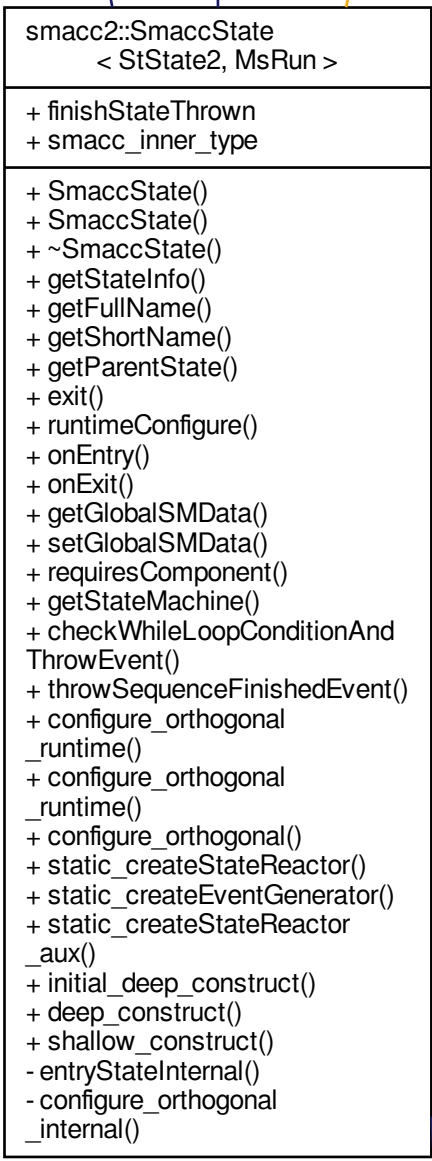 smacc2::SmaccState
< StState2, MsRun >
+ finishStateThrown
+ smacc_inner_type
+ SmaccState()
+ SmaccState()
+ ~SmaccState()
+ getStateInfo()
+ getFullName()
+ getShortName()
+ getParentState()
+ exit()
+ runtimeConfigure()
+ onEntry()
+ onExit()
+ getGlobalSMData()
+ setGlobalSMData()
+ requiresComponent()
+ getStateMachine()
+ checkWhileLoopConditionAnd
ThrowEvent()
+ throwSequenceFinishedEvent()
+ configure_orthogonal
_runtime()
+ configure_orthogonal
_runtime()
+ configure_orthogonal()
+ static_createStateReactor()
+ static_createEventGenerator()
+ static_createStateReactor
_aux()
+ initial_deep_construct()
+ deep_construct()
+ shallow_construct()
- entryStateInternal()
- configure_orthogonal
_internal()